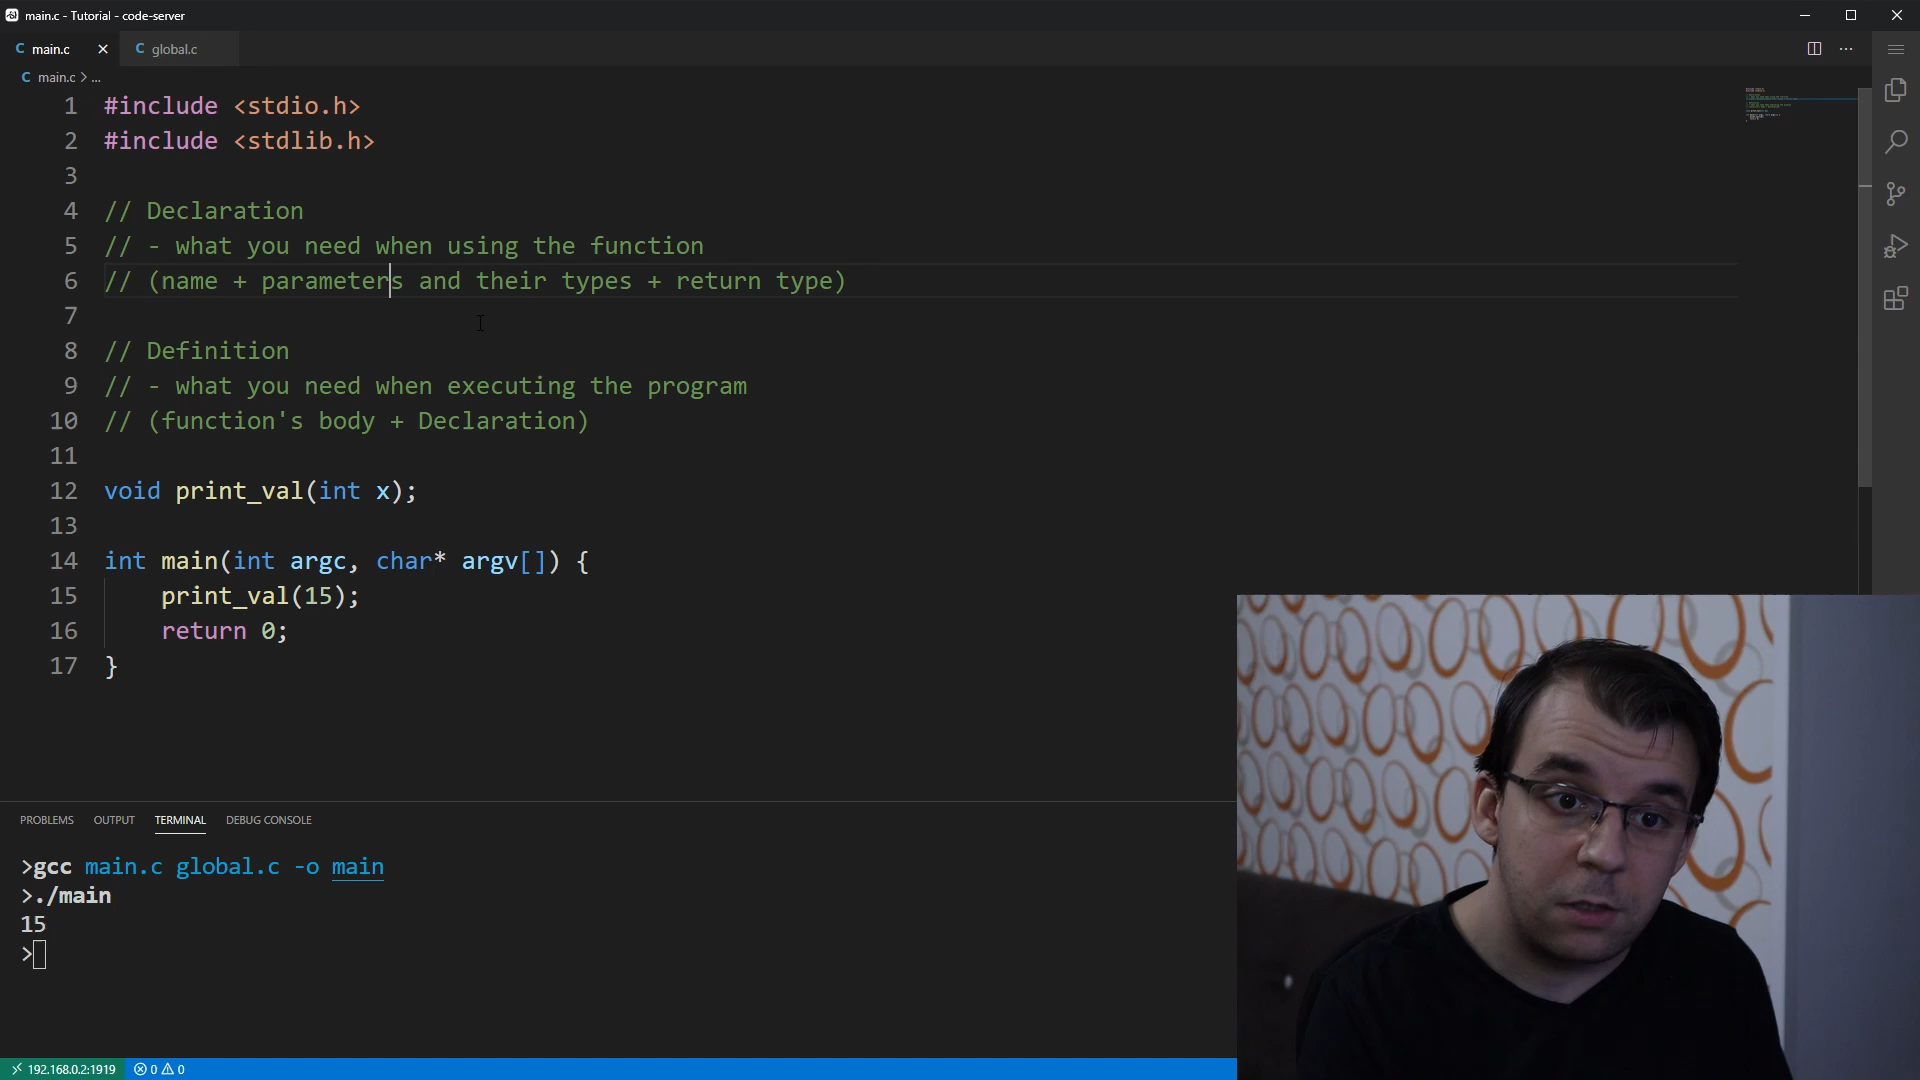 main.c - Tutorial - code-server
C main.c
C global.c
C main.c > ...
1 #include <stdio.h>
2 #include <stdlib.h>
3
4 // Declaration
5 // - what you need when using the function
6 // (name + parameters and their types + return type)
7
8 // Definition
9 // - what you need when executing the program
10 // (function's body + Declaration)
11
12 void print_val(int x);
13
14 int main(int argc, char* argv[]) {
15     print_val(15);
16     return 0;
17 }
PROBLEMS OUTPUT TERMINAL DEBUG CONSOLE
>gcc main.c global.c -o main
>./main
15
>
192.168.0.2:1919 0 0